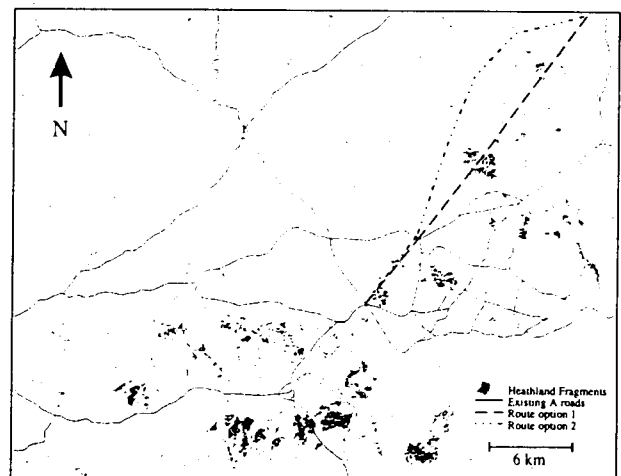 N
Heathland Fragments
Existing A roads
Route option 1
Route option 2
6 km